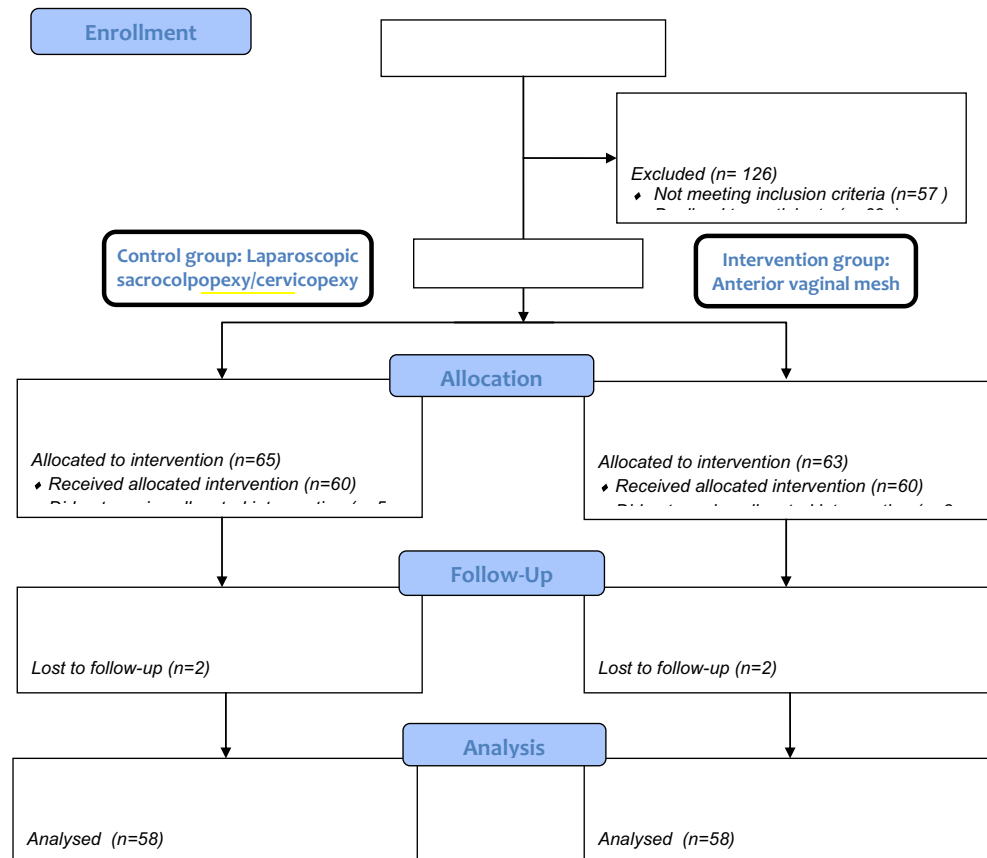 Enrollment
Excluded (n= 126)
♦ Not meeting inclusion criteria (n=57 )
Control group: Laparoscopic
sacrocolpopexy/cervicopexy
Intervention group:
Anterior vaginal mesh
Allocation
Allocated to intervention (n=65)
♦ Received allocated intervention (n=60)
Allocated to intervention (n=63)
♦ Received allocated intervention (n=60)
Follow-Up
Lost to follow-up (n=2)
Lost to follow-up (n=2)
Analysis
Analysed (n=58)
Analysed (n=58)